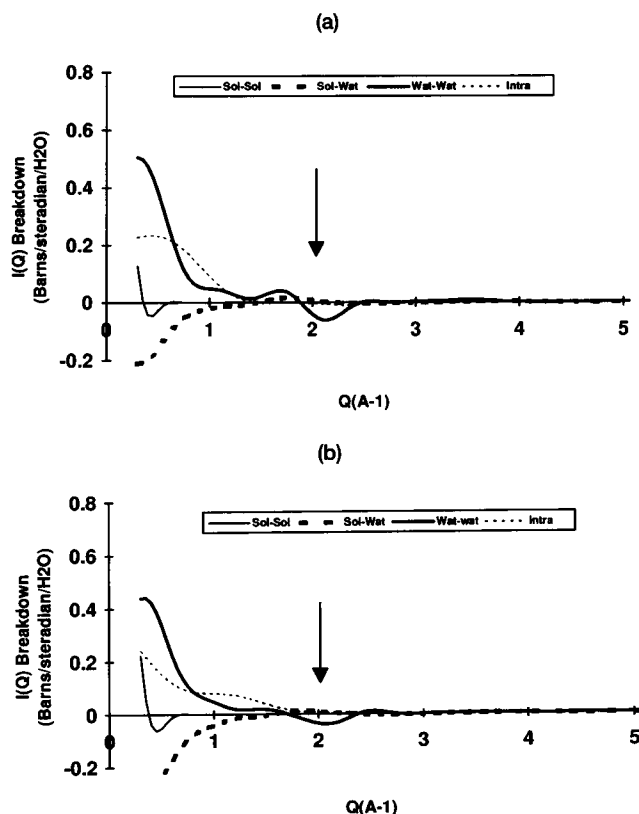 (a)
0.8
0.6
0.4
0.2
0
-0.2
0
1
2
3
4
5
I(Q) Breakdown
(Barns/steradian/H2O)
Sol-Sol Sol-Wat Wat-Wat Intra
Q(A-1)
(b)
0.8
0.6
0.4
0.2
0
-0.2
0
1
2
3
4
5
I(Q) Breakdown
(Barns/steradian/H2O)
Sol-Sol Sol-Wat Wat-wat Intra
Q(A-1)